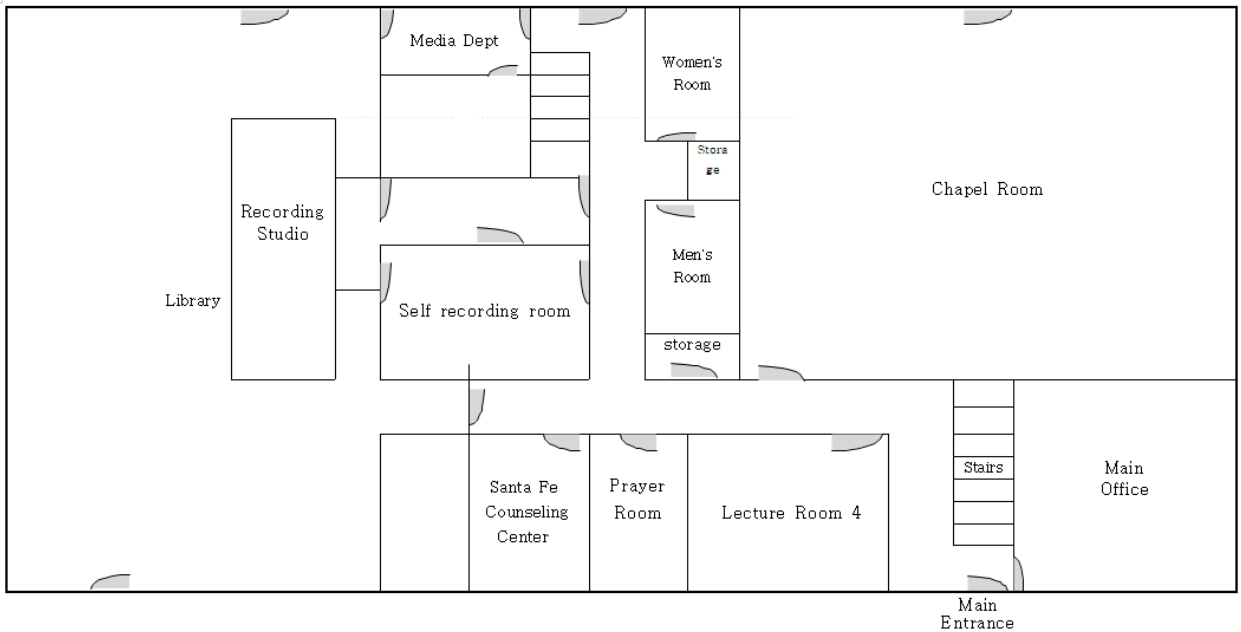 Media Dept
Women's
Room
Stora
ge
Chapel Room
Recording
Studio
Men's
Room
Library
Self recording room
storage
Stairs
Main
Office
Santa Fe
Counseling
Center
Prayer
Room
Lecture Room 4
Main
Entrance